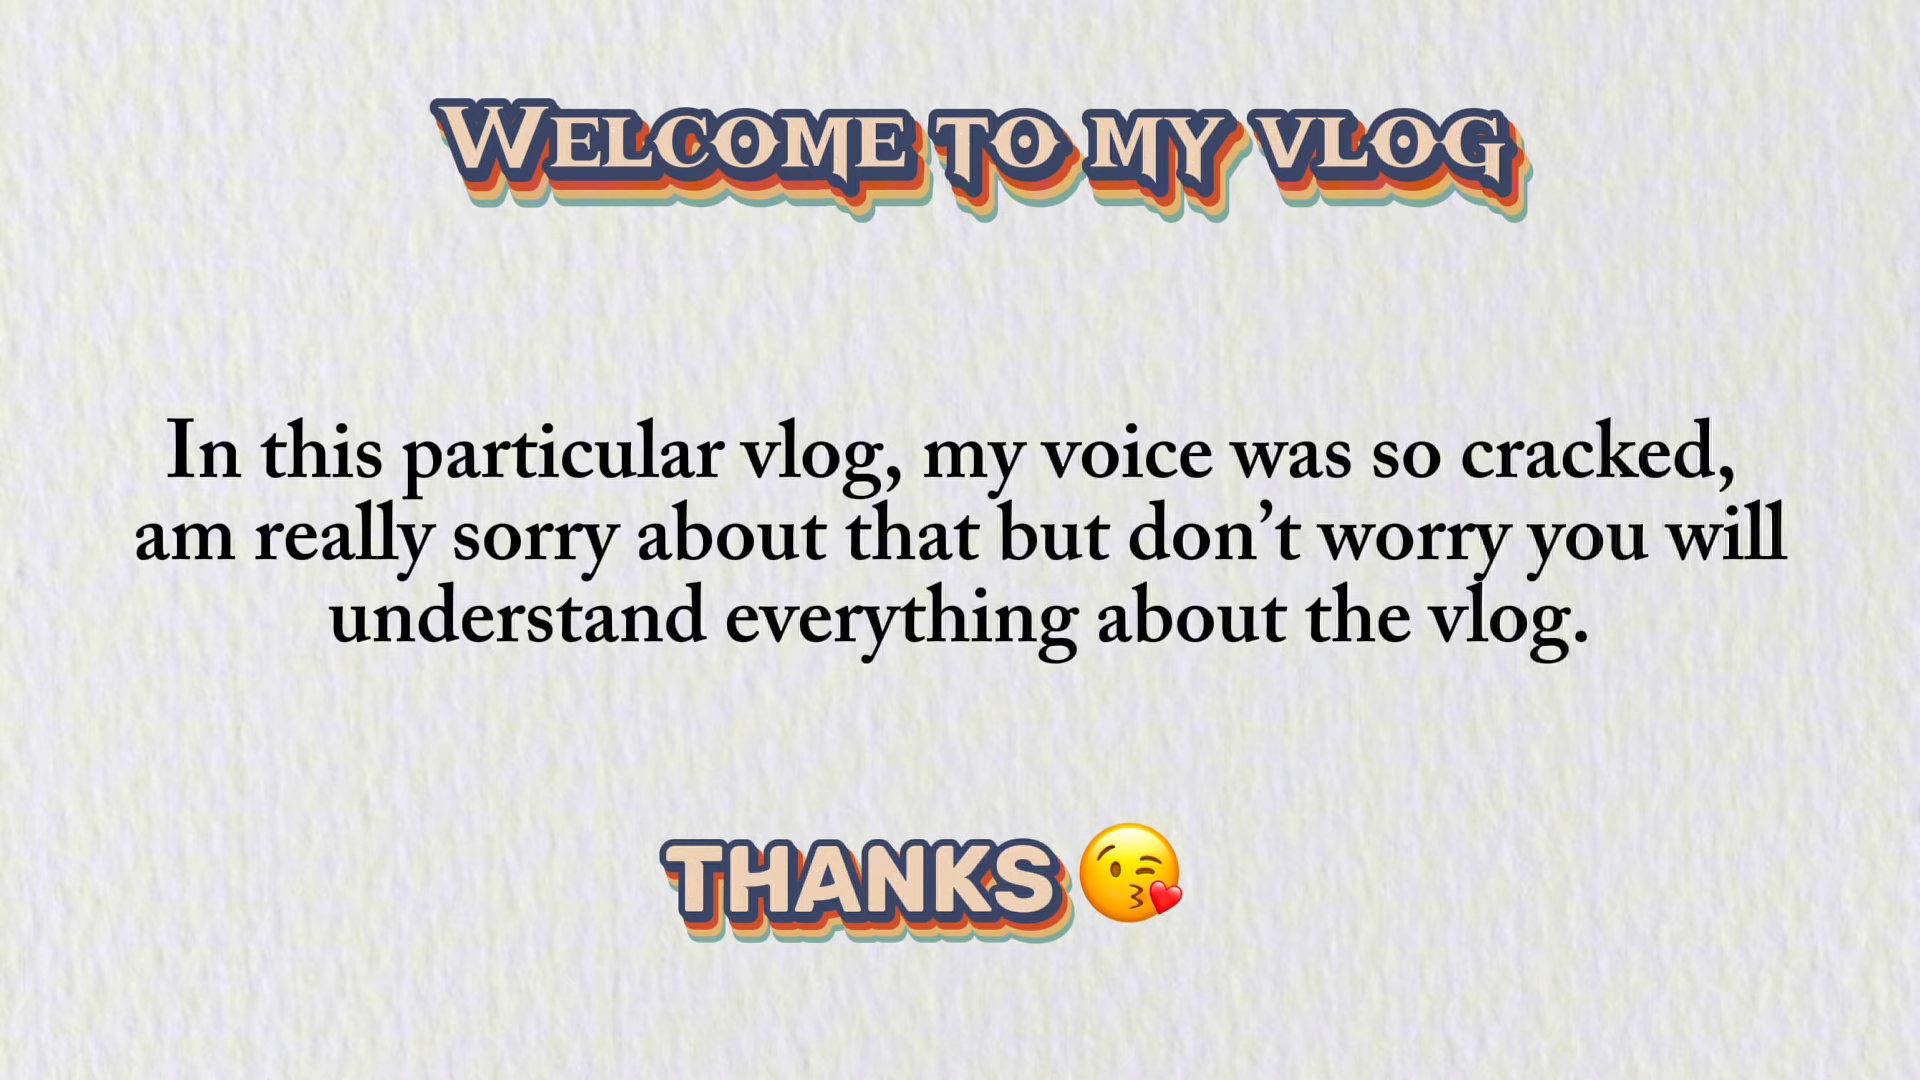 Welcome to my vlog
In this particular vlog, my voice was so cracked,
am really sorry about that but don’t worry you will
understand everything about the vlog.
THANKS 😘